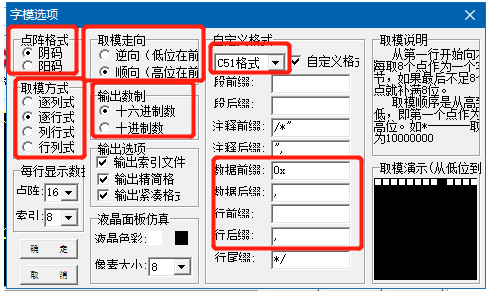 字模选项
点阵格式
阴码
阳码
取模走向
逆向（低位在前
顺向（高位在前
自定义格式
C51格式
自定义格式
取模说明
从第一行开始向
每取8个点作为一个
节，如果最后不足8
点就补满8位。
取模顺序是从高
低，即第一个点作为
高位。如*
为10000000
取模方式
逐列式
逐行式
列行式
行列式
输出数制
十六进制数
十进制数
段前缀：
段后缀：
注释前缀： /*"
注释后缀： ",
输出选项
输出索引文件
输出精简格
输出紧凑格式
数据前缀： 0x
数据后缀： ,
行前缀：
行后缀： ,
行尾缀： */
取模演示(从低位到
每行显示数据
点阵： 16
索引： 8
液晶面板仿真
液晶色彩：
像素大小： 8
确 定
取 消